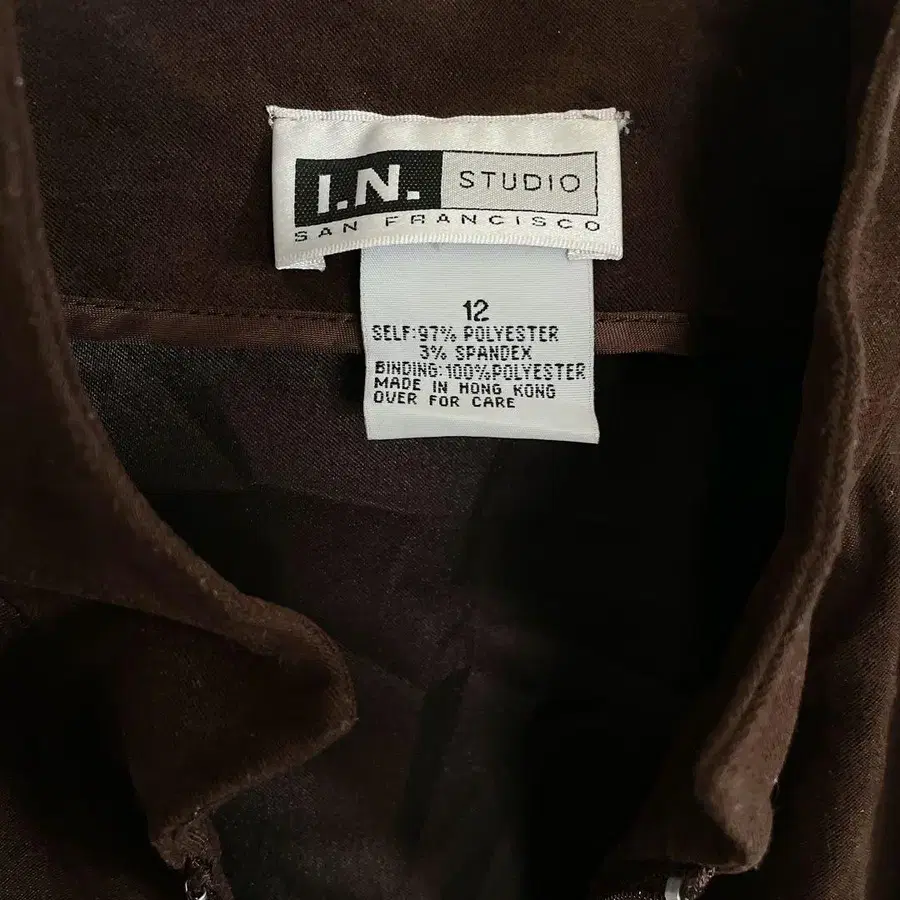 I.N. STUDIO
SAN FRANCISCO
12
SELF:97% POLYESTER
3% SPANDEX
BINDING:100%POLYESTER
MADE IN HONG KONG
OVER FOR CARE